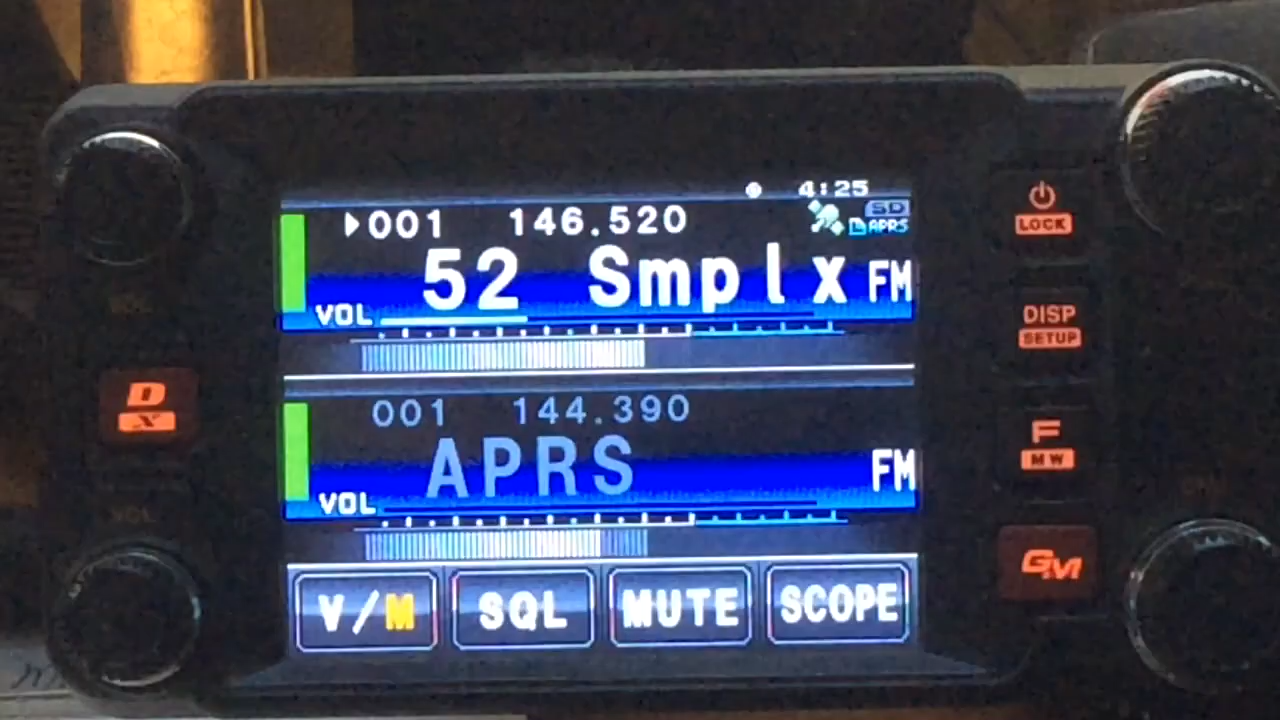 4:25
001 146.520
SD
APRS
52 Smplx FM
VOL
001 144.390
APRS FM
VOL
V/M SQL MUTE SCOPE
D
X
LOCK
DISP
SETUP
F
MW
GM